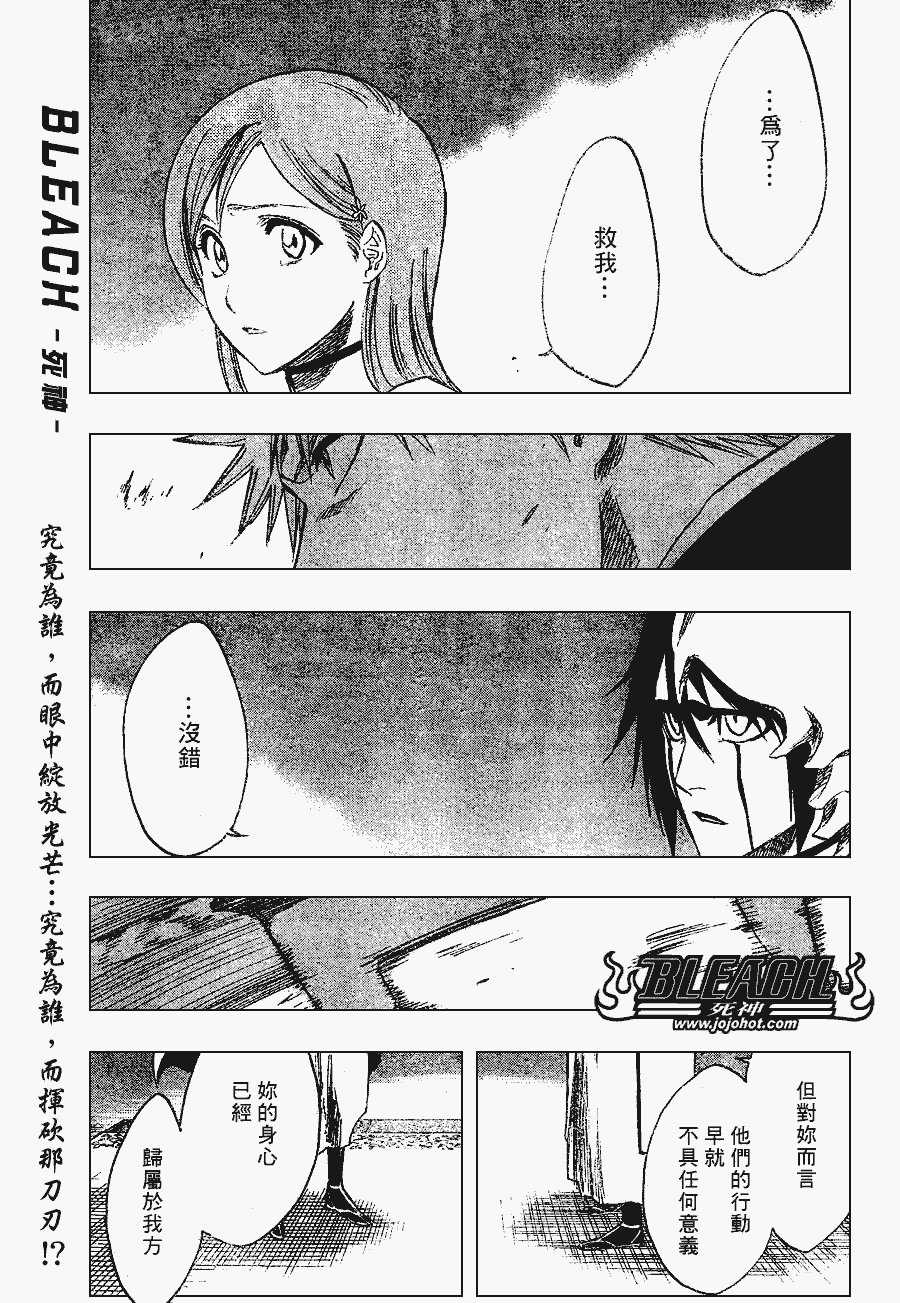 …爲了…
救我…
BLEACH -死神-
究竟為誰，而眼中綻放光芒…究竟為誰，而揮砍那刀刃!?
…沒錯
BLEACH
死神
www.jojohot.com
但對妳而言
他們的行動
早就
不具任何意義
妳的身心
已經
歸屬於我方